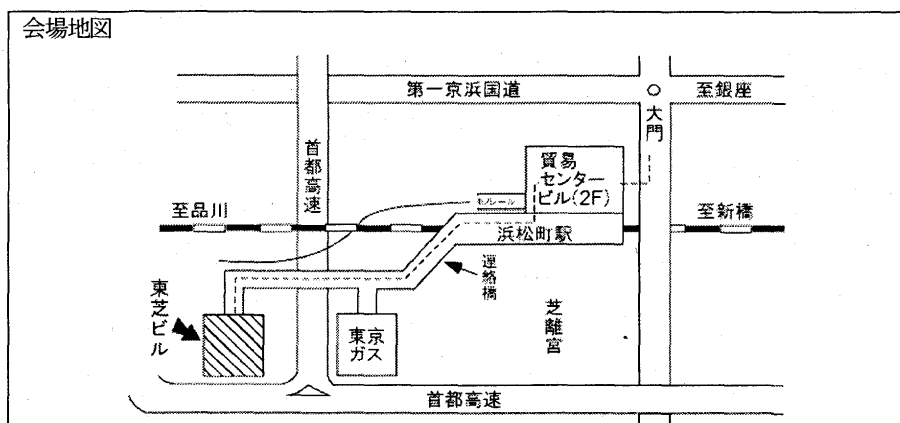 会場地図
第一京浜国道
至銀座
大門
首都高速
貿易
センター
ビル(2F)
モノレール
至品川
至新橋
浜松町駅
連絡橋
東芝ビル
東京
ガス
芝離宮
首都高速